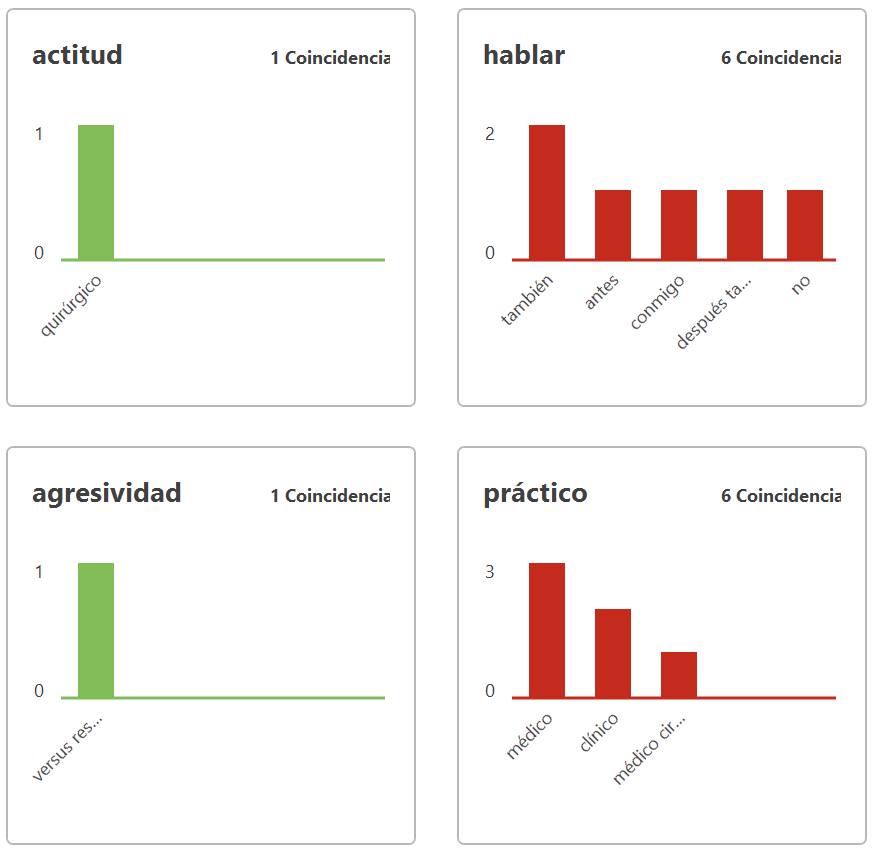 actitud 1 Coincidencia
1
0
quirúrgico
hablar 6 Coincidencia
2
0
también antes conmigo después ta... no
agresividad 1 Coincidencia
1
0
versus res...
práctico 6 Coincidencia
3
0
médico clínico médico cir...